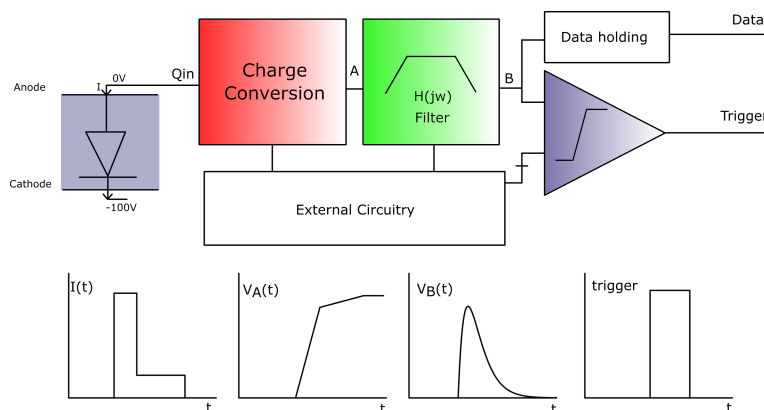 Data
Data holding
0V
Anode
I
Qin
Charge
Conversion
A
H(jw)
Filter
B
Trigger
Cathode
-100V
External Circuitry
I(t)
VA(t)
VB(t)
trigger
t
t
t
t